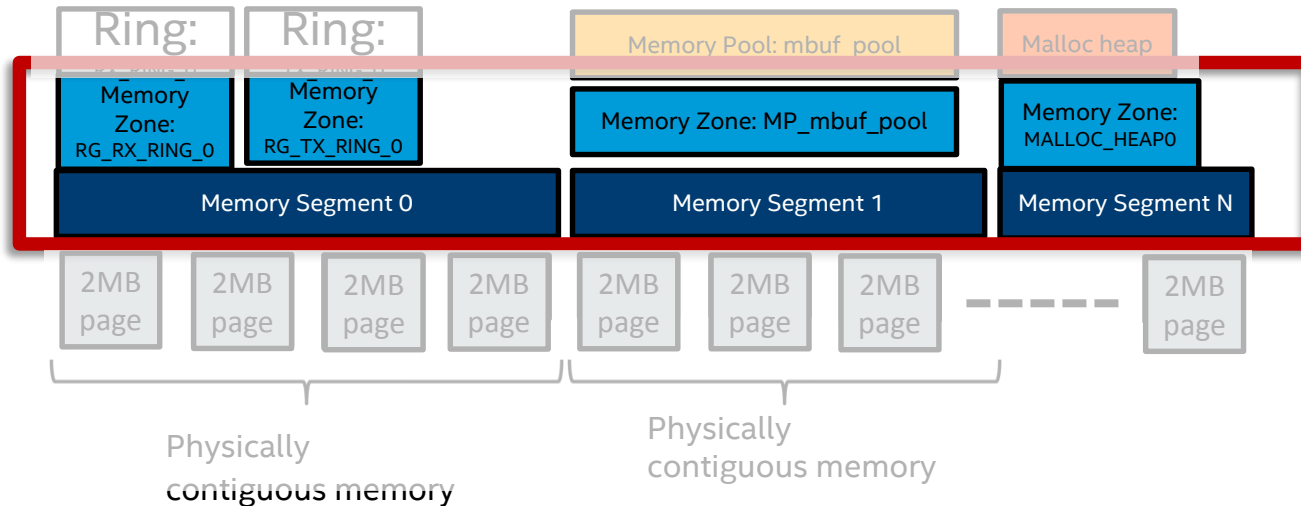 Ring:
Ring:
Memory Pool: mbuf_pool
Malloc heap
Memory
Zone:
RG_RX_RING_0
Memory
Zone:
RG_TX_RING_0
Memory Zone: MP_mbuf_pool
Memory Zone:
MALLOC_HEAP0
Memory Segment 0
Memory Segment 1
Memory Segment N
2MB
page
2MB
page
2MB
page
2MB
page
2MB
page
2MB
page
2MB
page
2MB
page
Physically
contiguous memory
Physically
contiguous memory